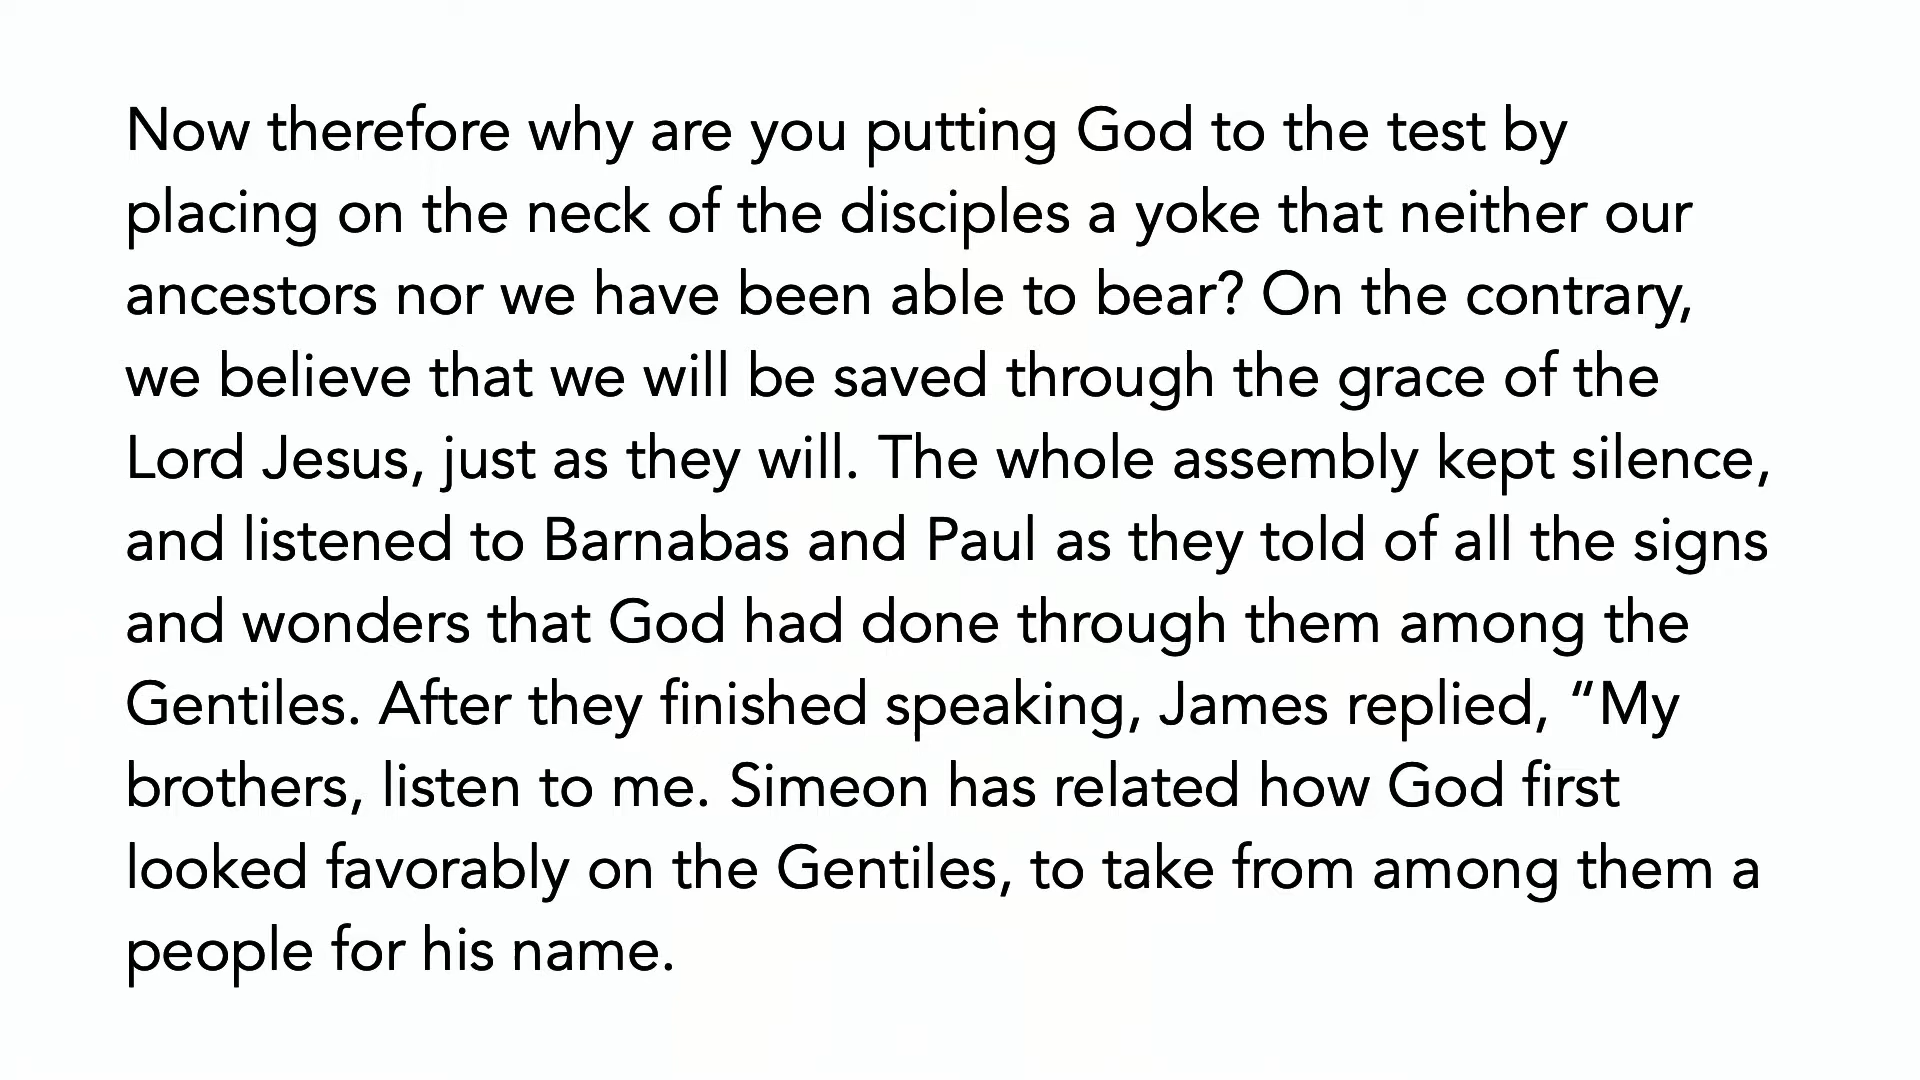 Now therefore why are you putting God to the test by
placing on the neck of the disciples a yoke that neither our
ancestors nor we have been able to bear? On the contrary,
we believe that we will be saved through the grace of the
Lord Jesus, just as they will. The whole assembly kept silence,
and listened to Barnabas and Paul as they told of all the signs
and wonders that God had done through them among the
Gentiles. After they finished speaking, James replied, “My
brothers, listen to me. Simeon has related how God first
looked favorably on the Gentiles, to take from among them a
people for his name.